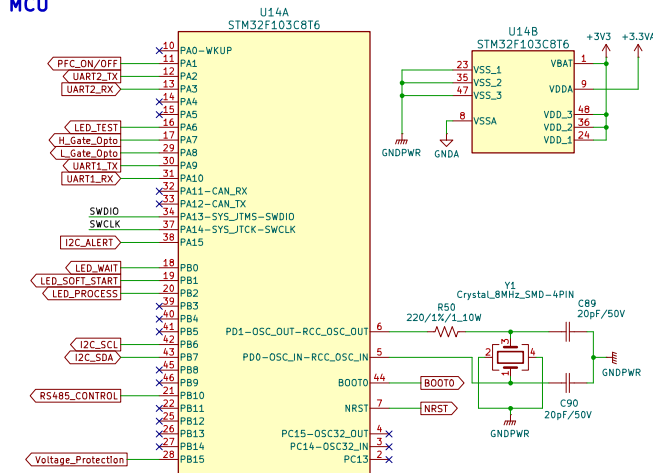 MCU
U14A
STM32F103C8T6
10 PA0-WKUP
PFC_ON/OFF 11 PA1
UART2_TX 12 PA2
UART2_RX 13 PA3
14 PA4
15 PA5
LED_TEST 16 PA6
H_Gate_Opto 17 PA7
L_Gate_Opto 29 PA8
UART1_TX 30 PA9
UART1_RX 31 PA10
32 PA11-CAN_RX
33 PA12-CAN_TX
SWDIO 34 PA13-SYS_JTMS-SWDIO
SWCLK 37 PA14-SYS_JTCK-SWCLK
I2C_ALERT 38 PA15
LED_WAIT 18 PB0
LED_SOFT_START 19 PB1
LED_PROCESS 20 PB2
39 PB3
40 PB4
41 PB5
I2C_SCL 42 PB6
I2C_SDA 43 PB7
45 PB8
46 PB9
RS485_CONTROL 21 PB10
22 PB11
25 PB12
26 PB13
27 PB14
Voltage_Protection 28 PB15
PD1-OSC_OUT-RCC_OSC_OUT 6
PD0-OSC_IN-RCC_OSC_IN 5
BOOT0 44 BOOT0
NRST 7 NRST
PC15-OSC32_OUT 4
PC14-OSC32_IN 3
PC13 2
U14B
STM32F103C8T6
+3V3
+3.3VA
23 VSS_1
35 VSS_2
47 VSS_3
8 VSSA
VBAT 1
VDDA 9
VDD_3 48
VDD_2 36
VDD_1 24
GNDPWR
GNDA
R50
220/1%/1_10W
Y1
Crystal_8MHz_SMD-4PIN
3
2
4
1
C89
20pF/50V
GNDPWR
C90
20pF/50V
GNDPWR